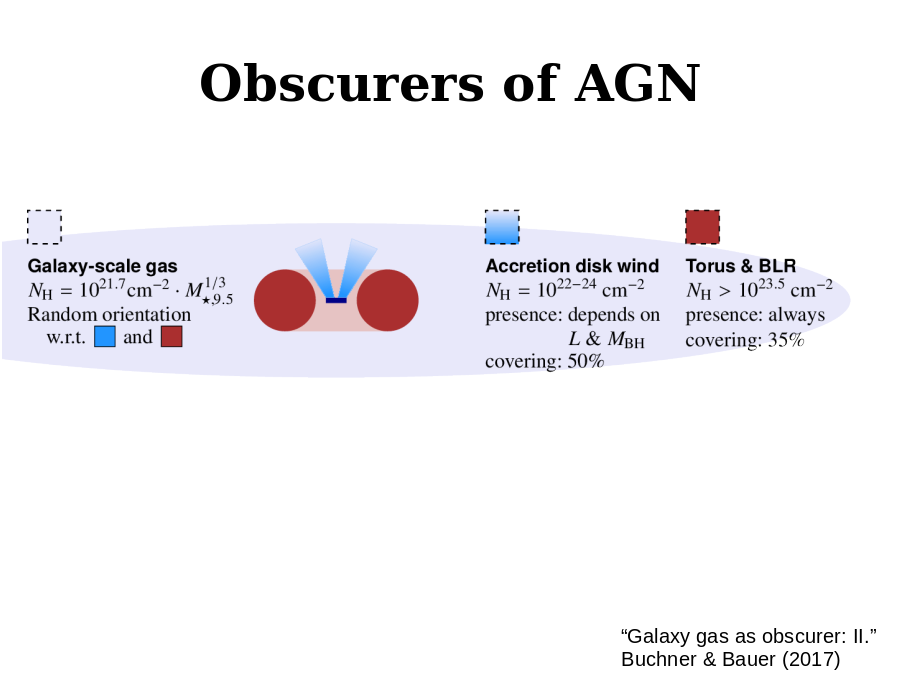 Obscurers of AGN
Galaxy-scale gas
N_H = 10^21.7 cm^−2 · M_⋆,9.5^1/3
Random orientation
w.r.t. and
Accretion disk wind
N_H = 10^22−24 cm^−2
presence: depends on
L & M_BH
covering: 50%
Torus & BLR
N_H > 10^23.5 cm^−2
presence: always
covering: 35%
“Galaxy gas as obscurer: II.”
Buchner & Bauer (2017)